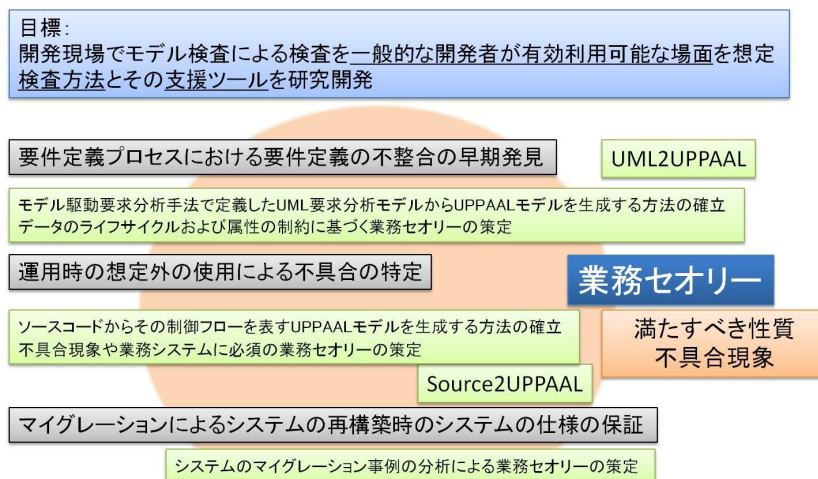 目標:
開発現場でモデル検査による検査を一般的な開発者が有効利用可能な場面を想定
検査方法とその支援ツールを研究開発
要件定義プロセスにおける要件定義の不整合の早期発見
UML2UPPAAL
モデル駆動要求分析手法で定義したUML要求分析モデルからUPPAALモデルを生成する方法の確立
データのライフサイクルおよび属性の制約に基づく業務セオリーの策定
運用時の想定外の使用による不具合の特定
業務セオリー
ソースコードからその制御フローを表すUPPAALモデルを生成する方法の確立
不具合現象や業務システムに必須の業務セオリーの策定
満たすべき性質
不具合現象
Source2UPPAAL
マイグレーションによるシステムの再構築時のシステムの仕様の保証
システムのマイグレーション事例の分析による業務セオリーの策定